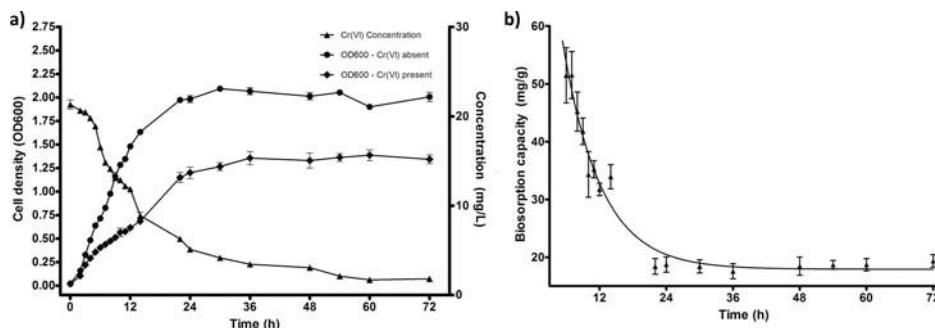 a)
Cell density (OD600)
2.75
2.50
2.25
2.00
1.75
1.50
1.25
1.00
0.75
0.50
0.25
0.00
Cr(VI) Concentration
OD600 - Cr(VI) absent
OD600 - Cr(VI) present
30
20
10
0
Concentration (mg/L)
0 12 24 36 48 60 72
Time (h)
b)
Biosorption capacity (mg/g)
60
50
40
30
20
12 24 36 48 60 72
Time (h)